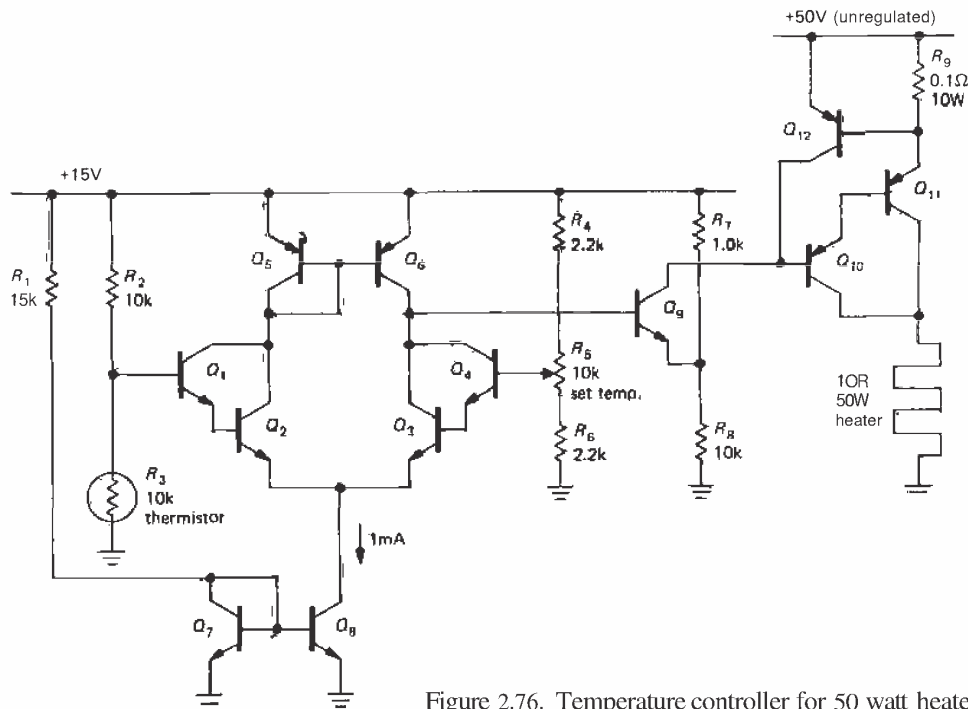 +50V (unregulated)
R9
0.1Ω
10W
Q12
+15V
Q11
R4
2.2k
R7
1.0k
Q5
Q6
R1
15k
R2
10k
Q10
Q9
R5
10k
set temp.
Q1
Q4
10R
50W
heater
Q2
Q3
R6
2.2k
R8
10k
R3
10k
thermistor
1mA
Q7
Q8
Figure 2.76. Temperature controller for 50 watt heate